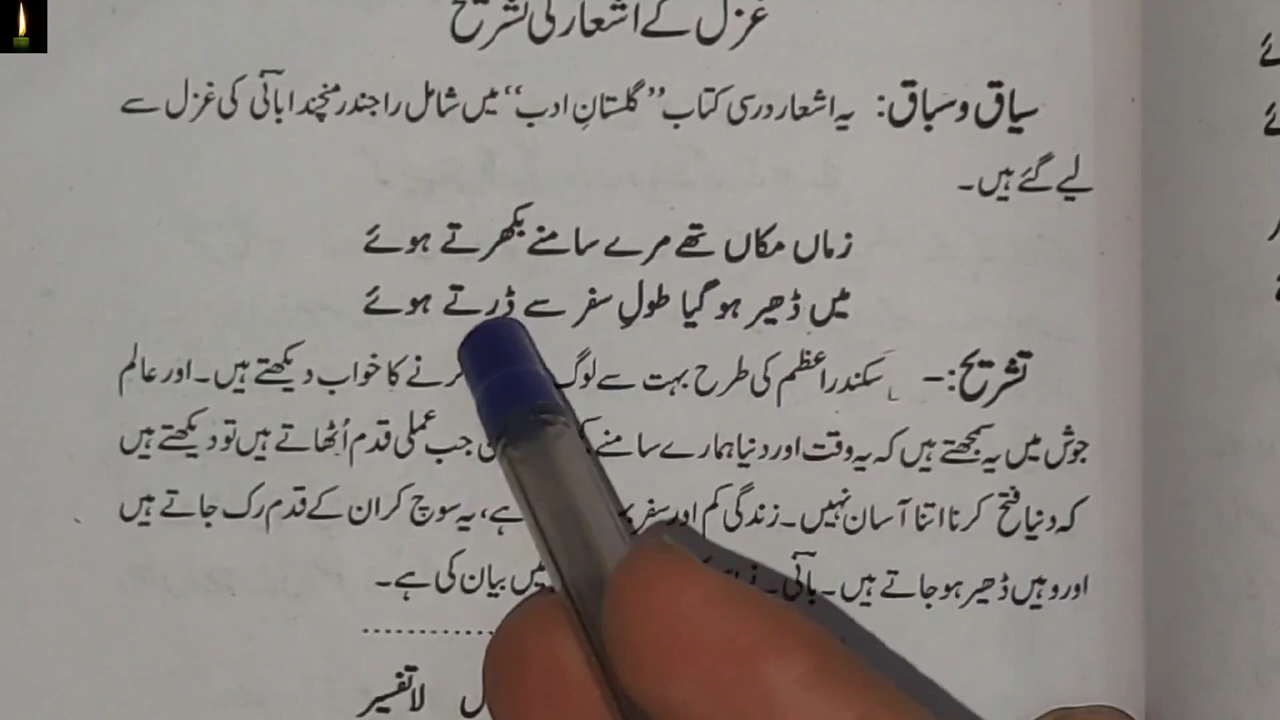 غزل کے اشعار کی تشریح
سیاق و سباق: یہ اشعار درسی کتاب ”گلستانِ ادب“ میں شامل راجندر منچندا بانی کی غزل سے
لیے گئے ہیں۔
زماں مکاں تھے مرے سامنے بکھرتے ہوئے
میں ڈھیر ہو گیا طولِ سفر سے ڈرتے ہوئے
تشریح:- سکندر اعظم کی طرح بہت سے لوگ کرنے کا خواب دیکھتے ہیں۔ اور عالم
جوش میں یہ سمجھتے ہیں کہ یہ وقت اور دنیا ہمارے سامنے جب عملی قدم اُٹھاتے ہیں تو دیکھتے ہیں
کہ دنیا فتح کرنا اتنا آسان نہیں۔ زندگی کم اور سفر ہے، یہ سوچ کر ان کے قدم رک جاتے ہیں
اور وہیں ڈھیر ہو جاتے ہیں۔ بانی میں بیان کی ہے۔
لا تفسیر